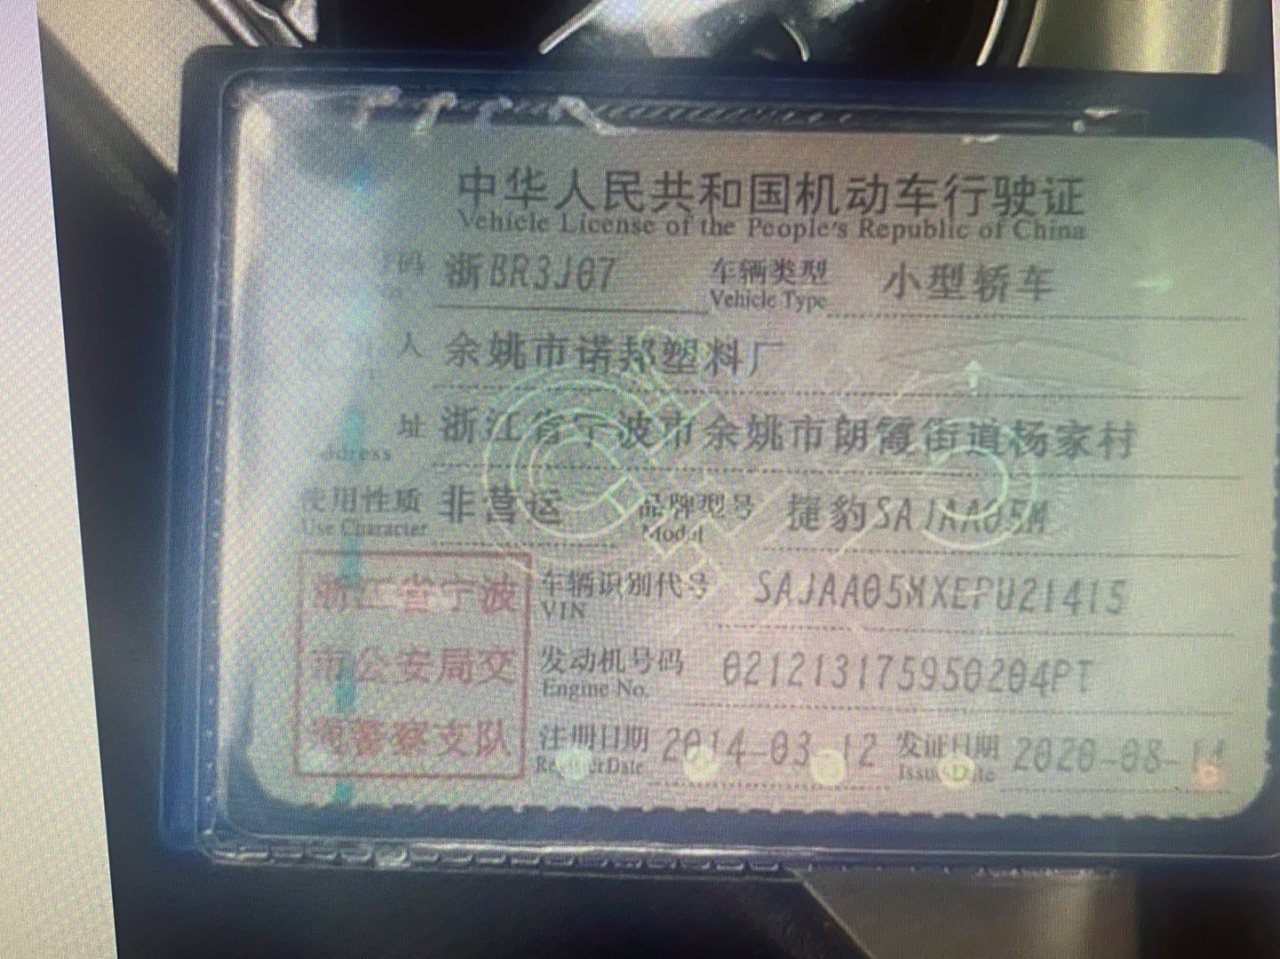 中华人民共和国机动车行驶证
Vehicle License of the People's Republic of China
码 浙BR3J07 车辆类型 小型轿车
Vehicle Type
人 余姚市诺邦塑料厂
址 浙江省宁波市余姚市朗霞街道杨家村
使用性质 非营运 品牌型号 捷豹SAJAA05M
Use Character Model
浙江省宁波 车辆识别代号 SAJAA05MXEPU21415
VIN
市公安局交 发动机号码 021213175950204PT
Engine No.
警察支队 注册日期 2014-03-12 发证日期 2020-08-
Date Issue Date